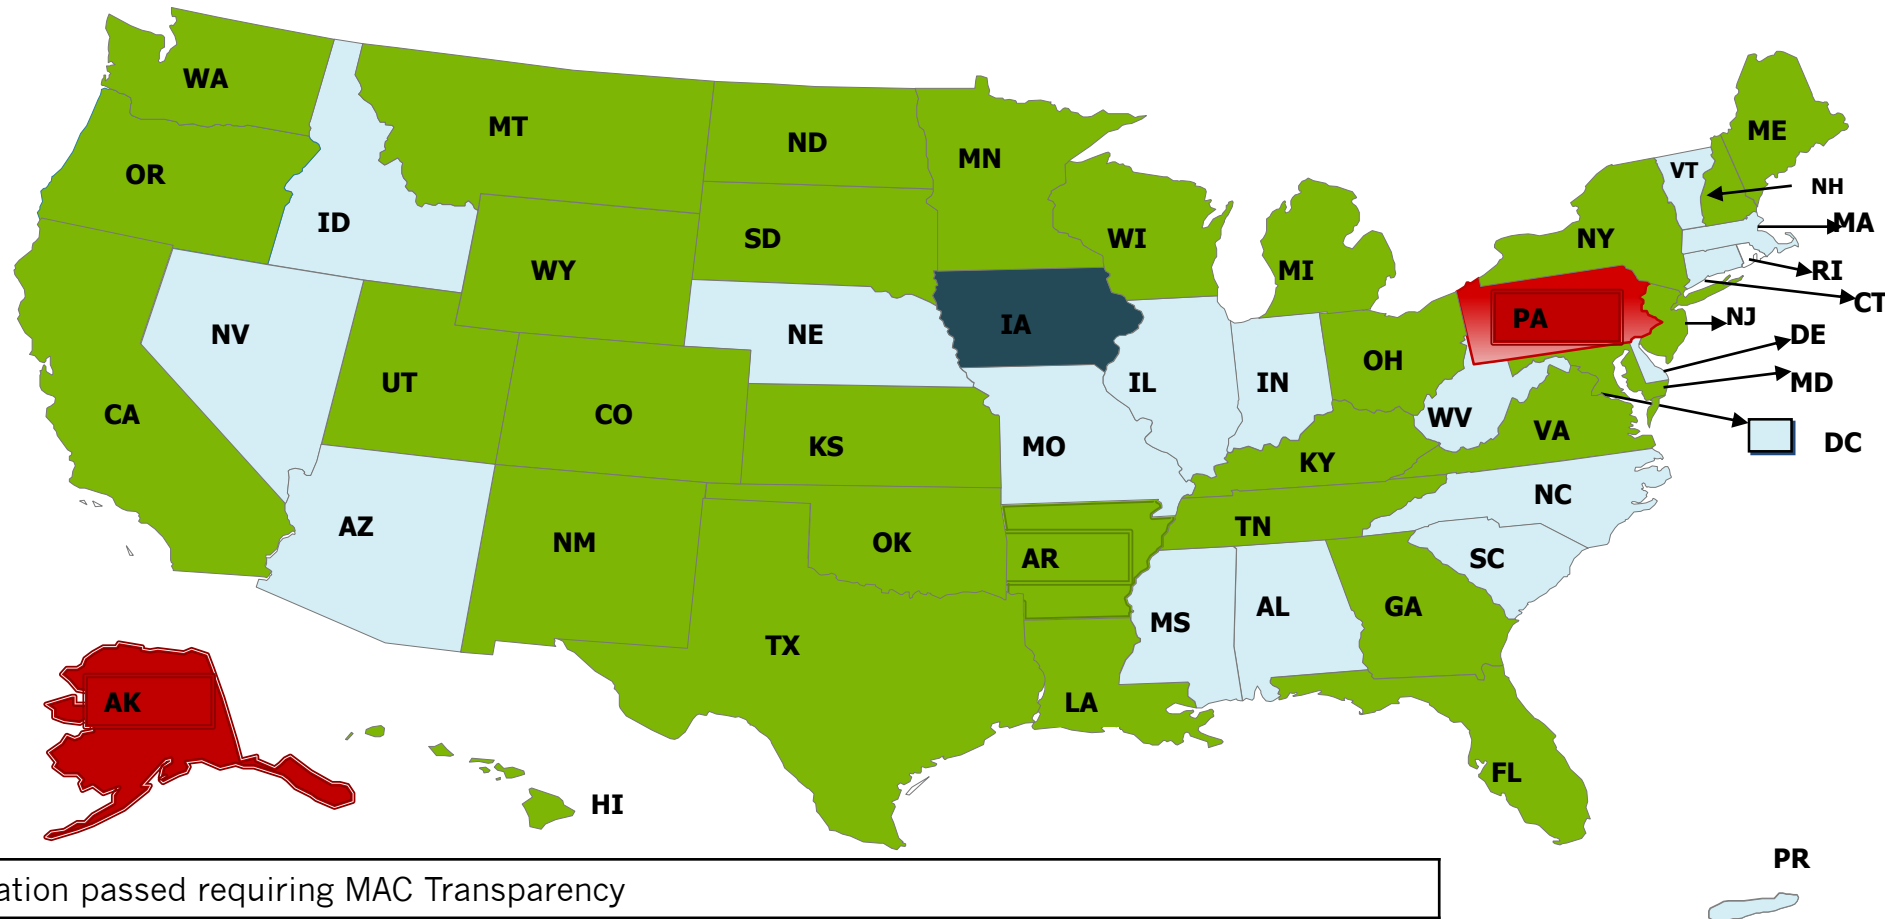 WA
MT
ND
MN
ME
OR
VT
NH
ID
SD
WI
NY
MA
WY
MI
RI
CT
NV
NE
IA
PA
NJ
DE
UT
OH
CA
CO
IL
IN
MD
WV
VA
DC
KS
MO
KY
NC
AZ
NM
OK
AR
TN
SC
MS
AL
GA
TX
AK
LA
FL
HI
PR
ation passed requiring MAC Transparency